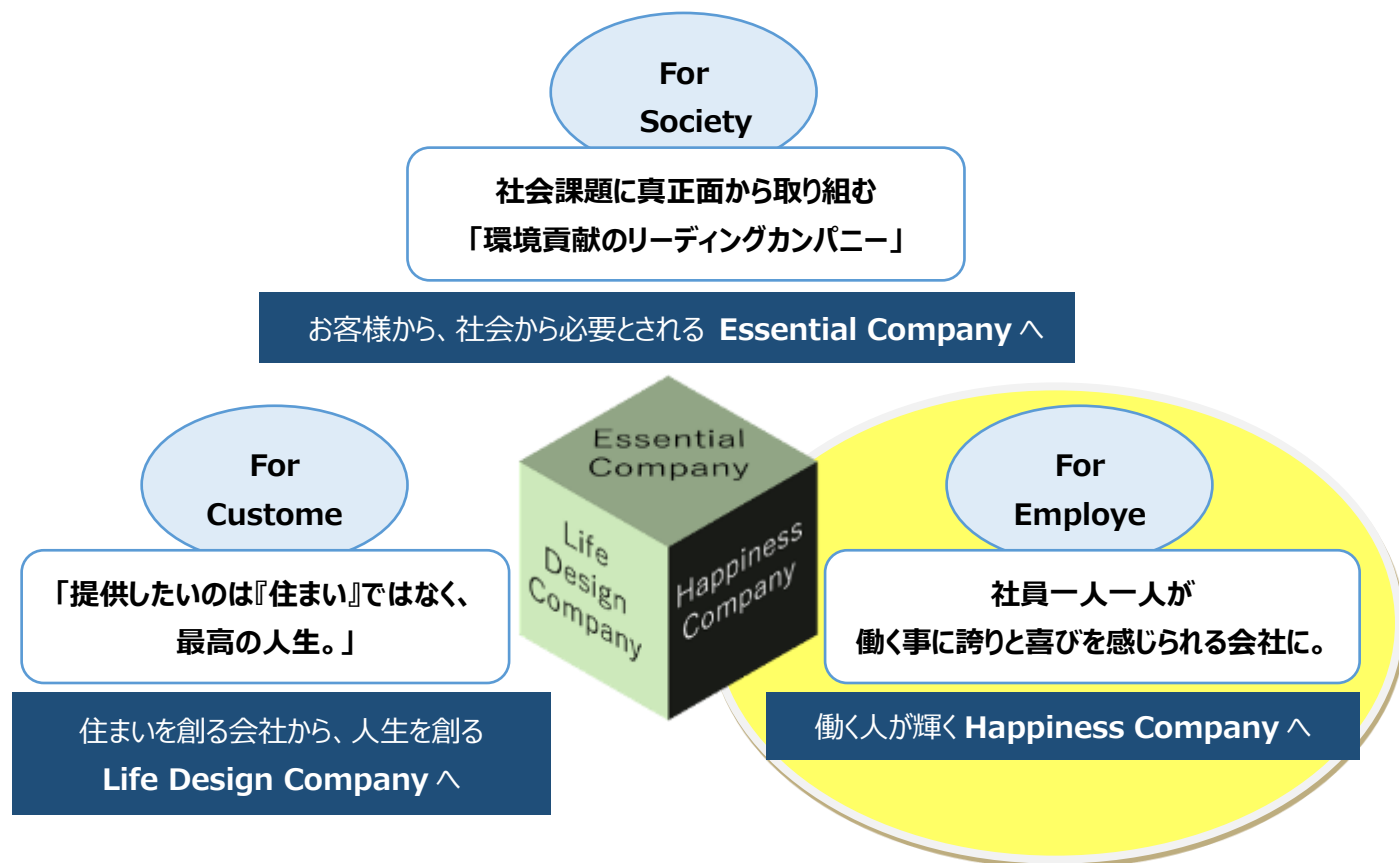 For
Society
社会課題に真正面から取り組む
「環境貢献のリーディングカンパニー」
お客様から、社会から必要とされる Essential Company へ
Essential
Company
Life
Design
Company
Happiness
Company
For
Custome
「提供したいのは『住まい』ではなく、
最高の人生。」
住まいを創る会社から、人生を創る
Life Design Company へ
For
Employe
社員一人一人が
働く事に誇りと喜びを感じられる会社に。
働く人が輝く Happiness Company へ